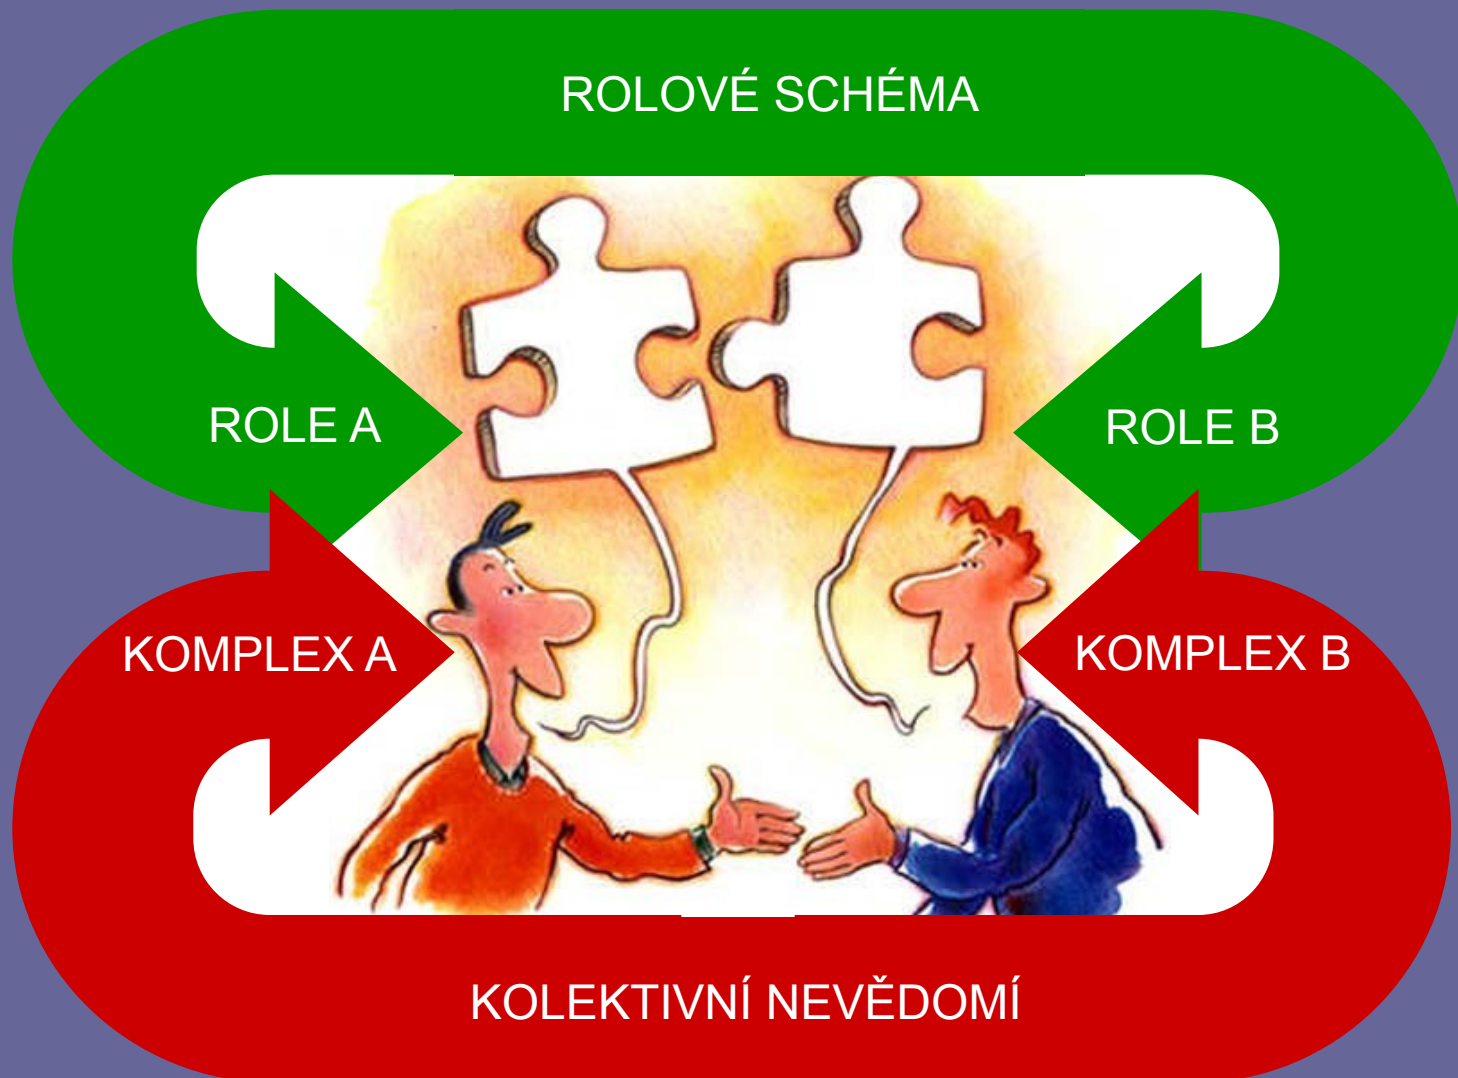 ROLOVÉ SCHÉMA
ROLE A
ROLE B
KOMPLEX A
KOMPLEX B
KOLEKTIVNÍ NEVĚDOMÍ